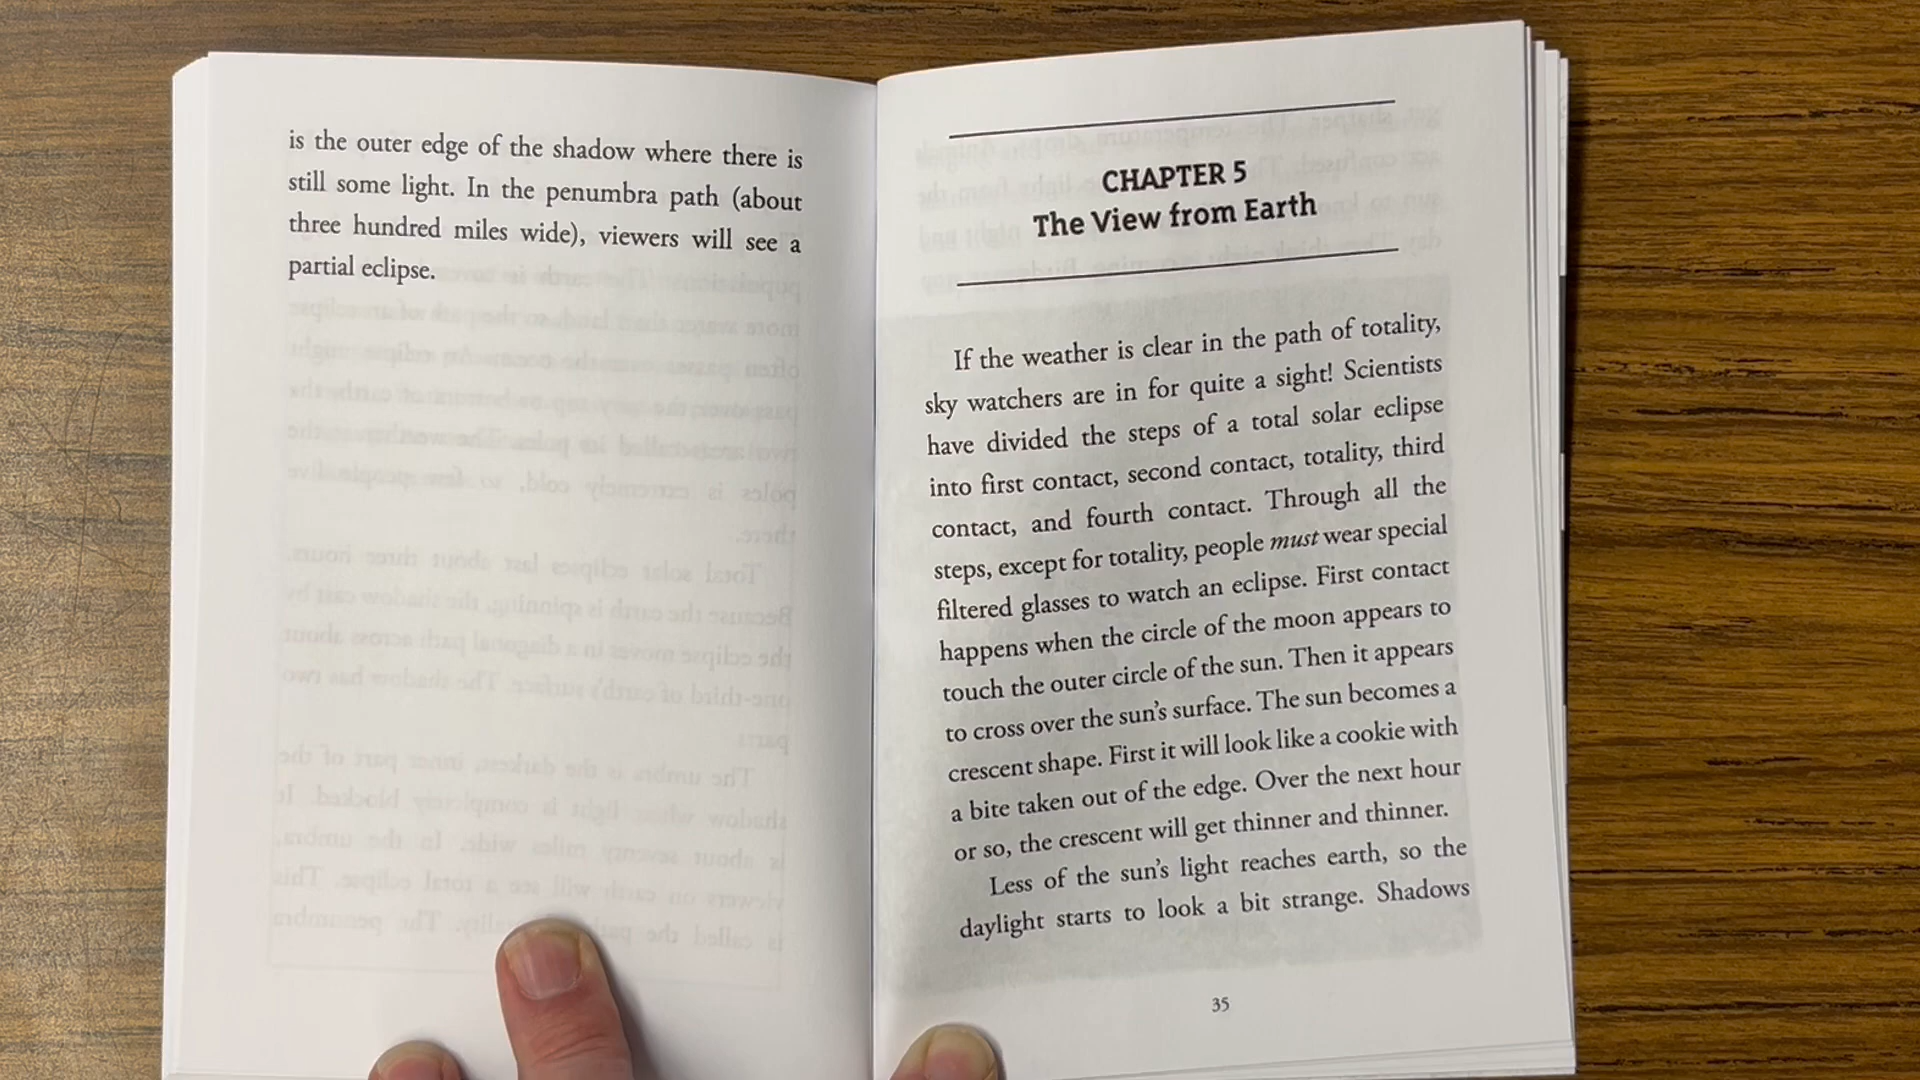 is the outer edge of the shadow where there is
still some light. In the penumbra path (about
three hundred miles wide), viewers will see a
partial eclipse.
CHAPTER 5
The View from Earth
If the weather is clear in the path of totality,
sky watchers are in for quite a sight! Scientists
have divided the steps of a total solar eclipse
into first contact, second contact, totality, third
contact, and fourth contact. Through all the
steps, except for totality, people must wear special
filtered glasses to watch an eclipse. First contact
happens when the circle of the moon appears to
touch the outer circle of the sun. Then it appears
to cross over the sun's surface. The sun becomes a
crescent shape. First it will look like a cookie with
a bite taken out of the edge. Over the next hour
or so, the crescent will get thinner and thinner.
Less of the sun's light reaches earth, so the
daylight starts to look a bit strange. Shadows
35